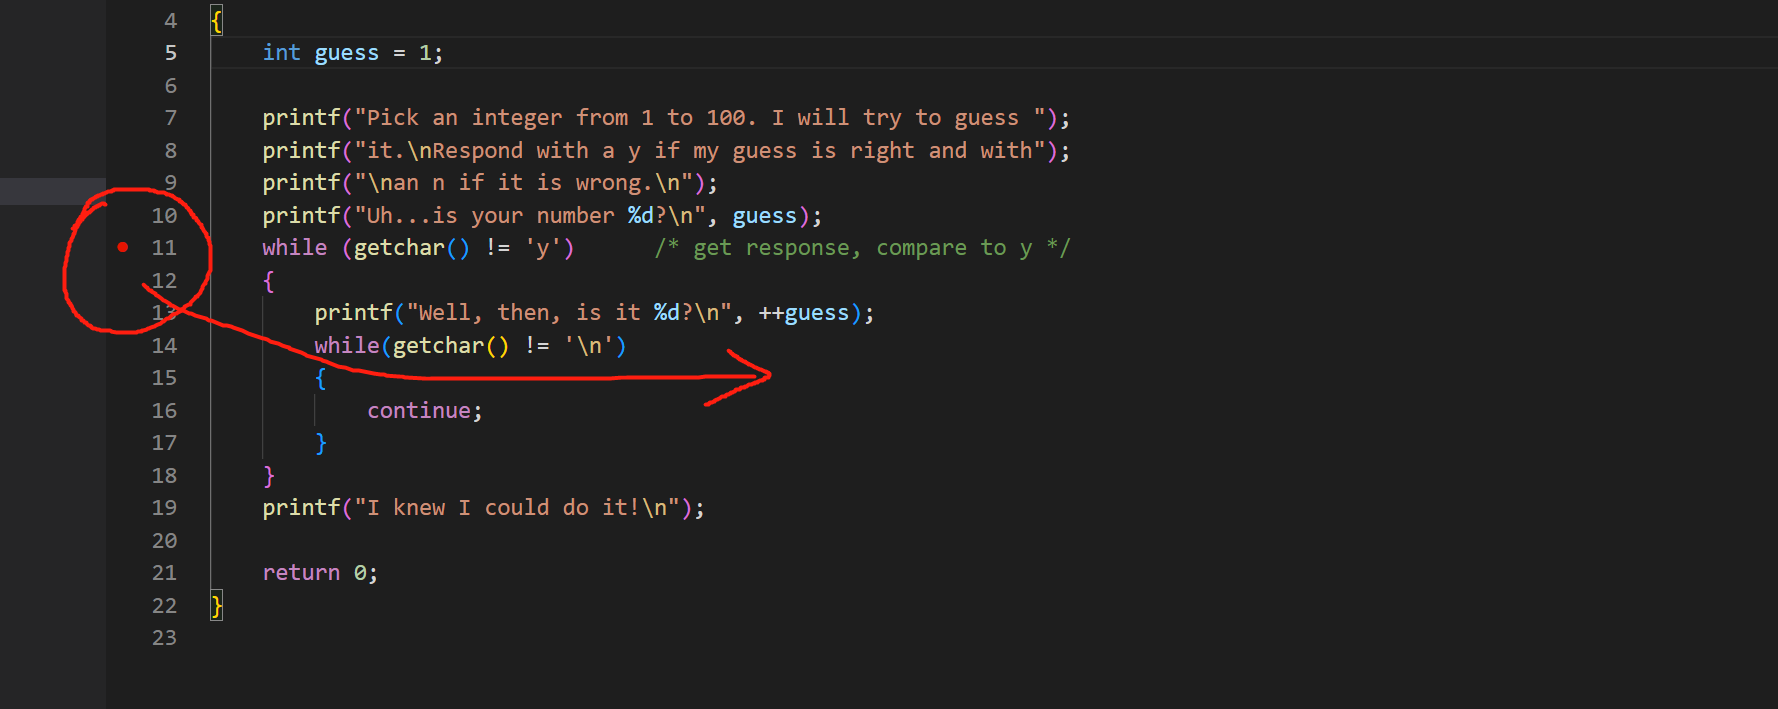 4 {
5 int guess = 1;
6
7 printf("Pick an integer from 1 to 100. I will try to guess ");
8 printf("it.\nRespond with a y if my guess is right and with");
9 printf("\nan n if it is wrong.\n");
10 printf("Uh...is your number %d?\n", guess);
11 while (getchar() != 'y') /* get response, compare to y */
12 {
13 printf("Well, then, is it %d?\n", ++guess);
14 while(getchar() != '\n')
15 {
16 continue;
17 }
18 }
19 printf("I knew I could do it!\n");
20
21 return 0;
22 }
23